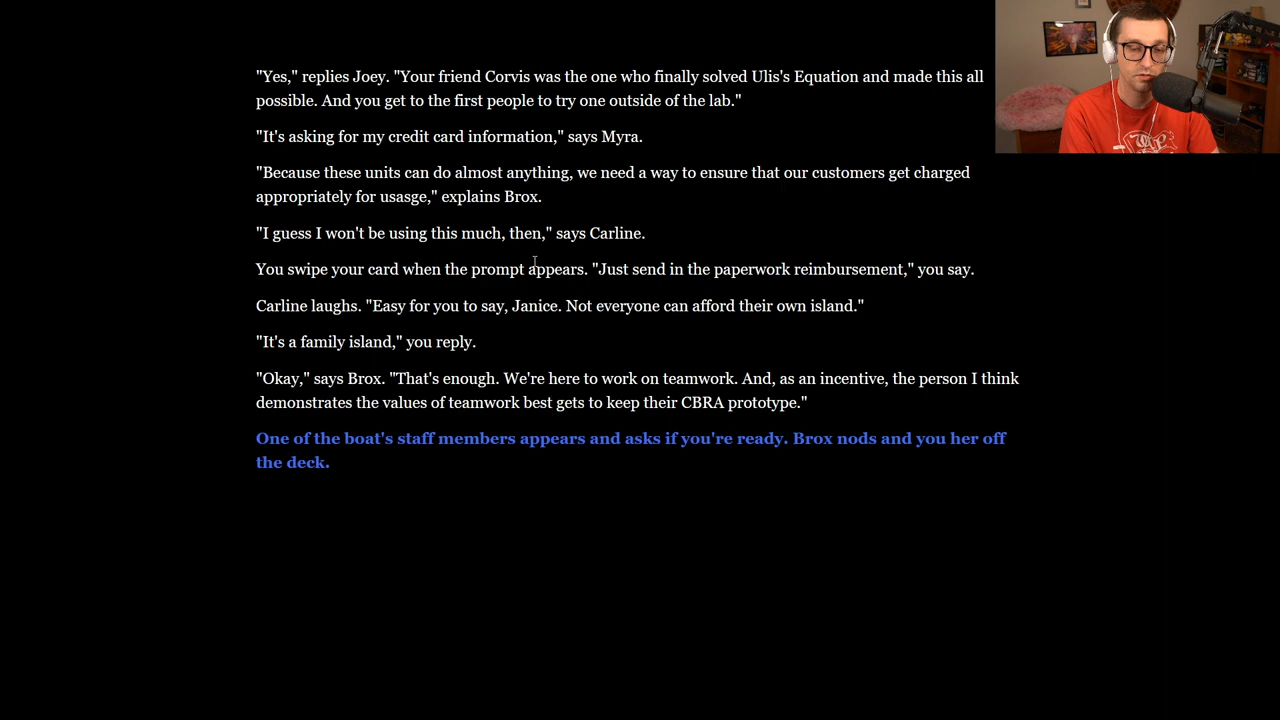 "Yes," replies Joey. "Your friend Corvis was the one who finally solved Ulis's Equation and made this all
possible. And you get to the first people to try one outside of the lab."
"It's asking for my credit card information," says Myra.
"Because these units can do almost anything, we need a way to ensure that our customers get charged
appropriately for usasge," explains Brox.
"I guess I won't be using this much, then," says Carline.
You swipe your card when the prompt appears. "Just send in the paperwork reimbursement," you say.
Carline laughs. "Easy for you to say, Janice. Not everyone can afford their own island."
"It's a family island," you reply.
"Okay," says Brox. "That's enough. We're here to work on teamwork. And, as an incentive, the person I think
demonstrates the values of teamwork best gets to keep their CBRA prototype."
One of the boat's staff members appears and asks if you're ready. Brox nods and you her off
the deck.